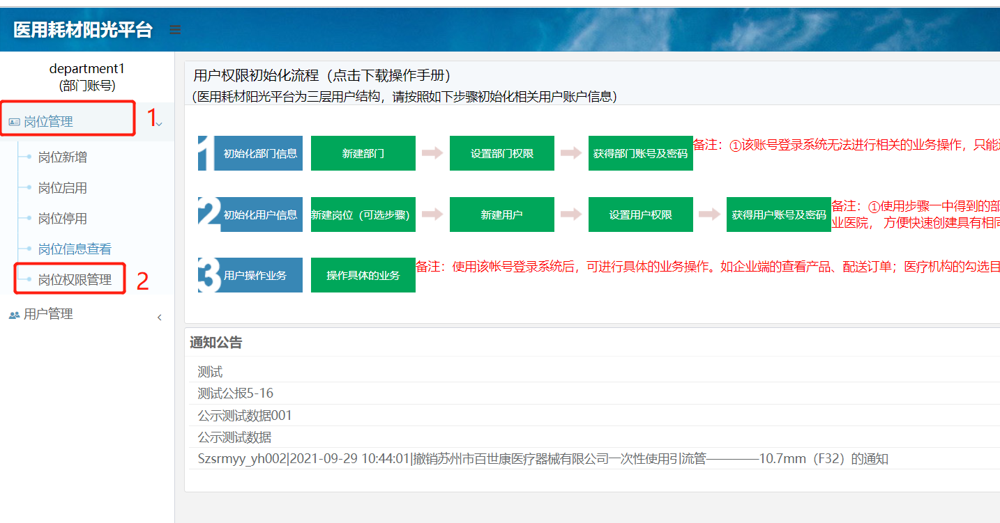 医用耗材阳光平台
department1
(部门账号)
岗位管理
1
岗位新增
岗位启用
岗位停用
岗位信息查看
岗位权限管理
2
用户管理
用户权限初始化流程（点击下载操作手册）
(医用耗材阳光平台为三层用户结构，请按照如下步骤初始化相关用户账户信息)
1 初始化部门信息 新建部门 设置部门权限 获得部门账号及密码 备注：①该账号登录系统无法进行相关的业务操作，只能
2 初始化用户信息 新建岗位（可选步骤） 新建用户 设置用户权限 获得用户账号及密码 备注：①使用步骤一中得到的部
业医院， 方便快速创建具有相同
3 用户操作业务 操作具体的业务 备注：使用该帐号登录系统后，可进行具体的业务操作。如企业端的查看产品、配送订单；医疗机构的勾选目
通知公告
测试
测试公报5-16
公示测试数据001
公示测试数据
Szsrmyy_yh002|2021-09-29 10:44:01|撤销苏州市百世康医疗器械有限公司一次性使用引流管————10.7mm（F32）的通知